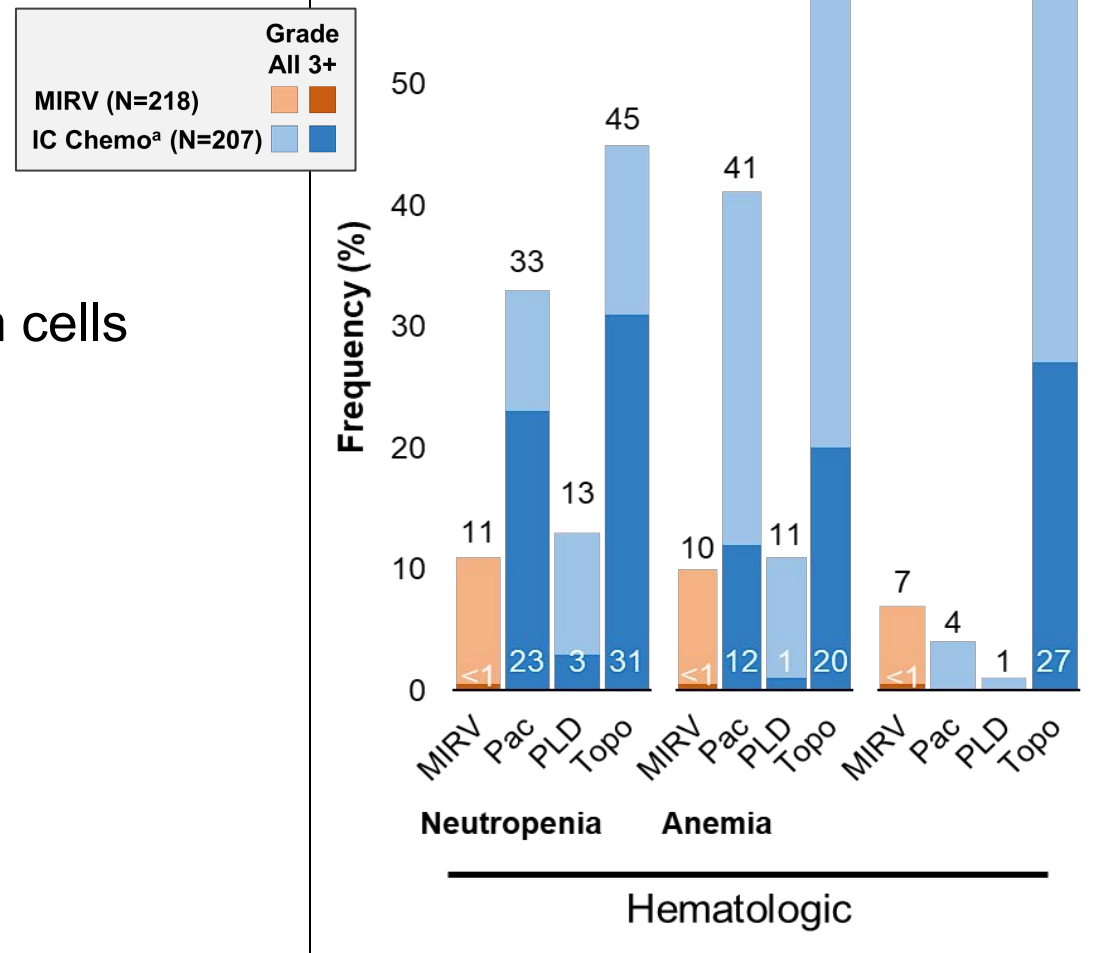 Grade
All 3+
MIRV (N=218)
IC Chemoᵃ (N=207)
cells
Frequency (%)
50
40
30
20
10
0
11 33 13 45
<1 23 3 31
MIRV Pac PLD Topo
Neutropenia
10 41 11
<1 12 1 20
MIRV Pac PLD Topo
Anemia
7 4 1
<1 27
MIRV Pac PLD Topo
Hematologic